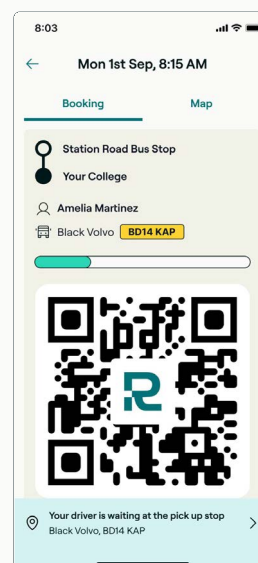 8:03
Mon 1st Sep, 8:15 AM
Booking Map
Station Road Bus Stop
Your College
Amelia Martinez
Black Volvo BD14 KAP
R
Your driver is waiting at the pick up stop
Black Volvo, BD14 KAP